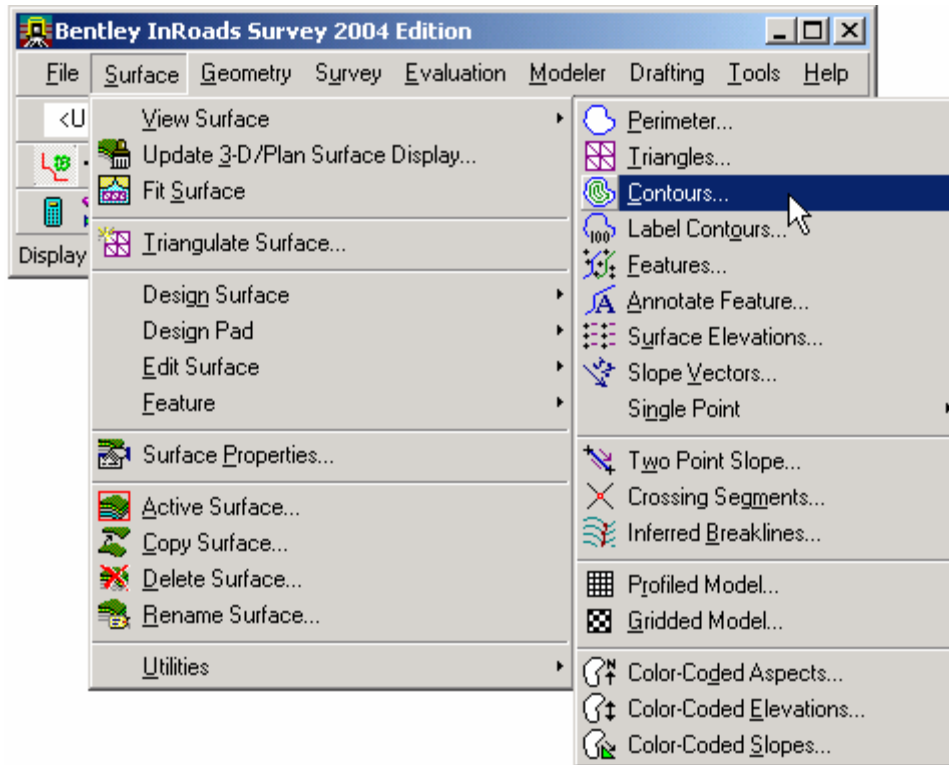 Bentley InRoads Survey 2004 Edition
File Surface Geometry Survey Evaluation Modeler Drafting Tools Help
<U
Display
View Surface
Update 3-D/Plan Surface Display...
Fit Surface
Triangulate Surface...
Design Surface
Design Pad
Edit Surface
Feature
Surface Properties...
Active Surface...
Copy Surface...
Delete Surface...
Rename Surface...
Utilities
Perimeter...
Triangles...
Contours...
Label Contours...
Features...
Annotate Feature...
Surface Elevations...
Slope Vectors...
Single Point
Two Point Slope...
Crossing Segments...
Inferred Breaklines...
Profiled Model...
Gridded Model...
Color-Coded Aspects...
Color-Coded Elevations...
Color-Coded Slopes...